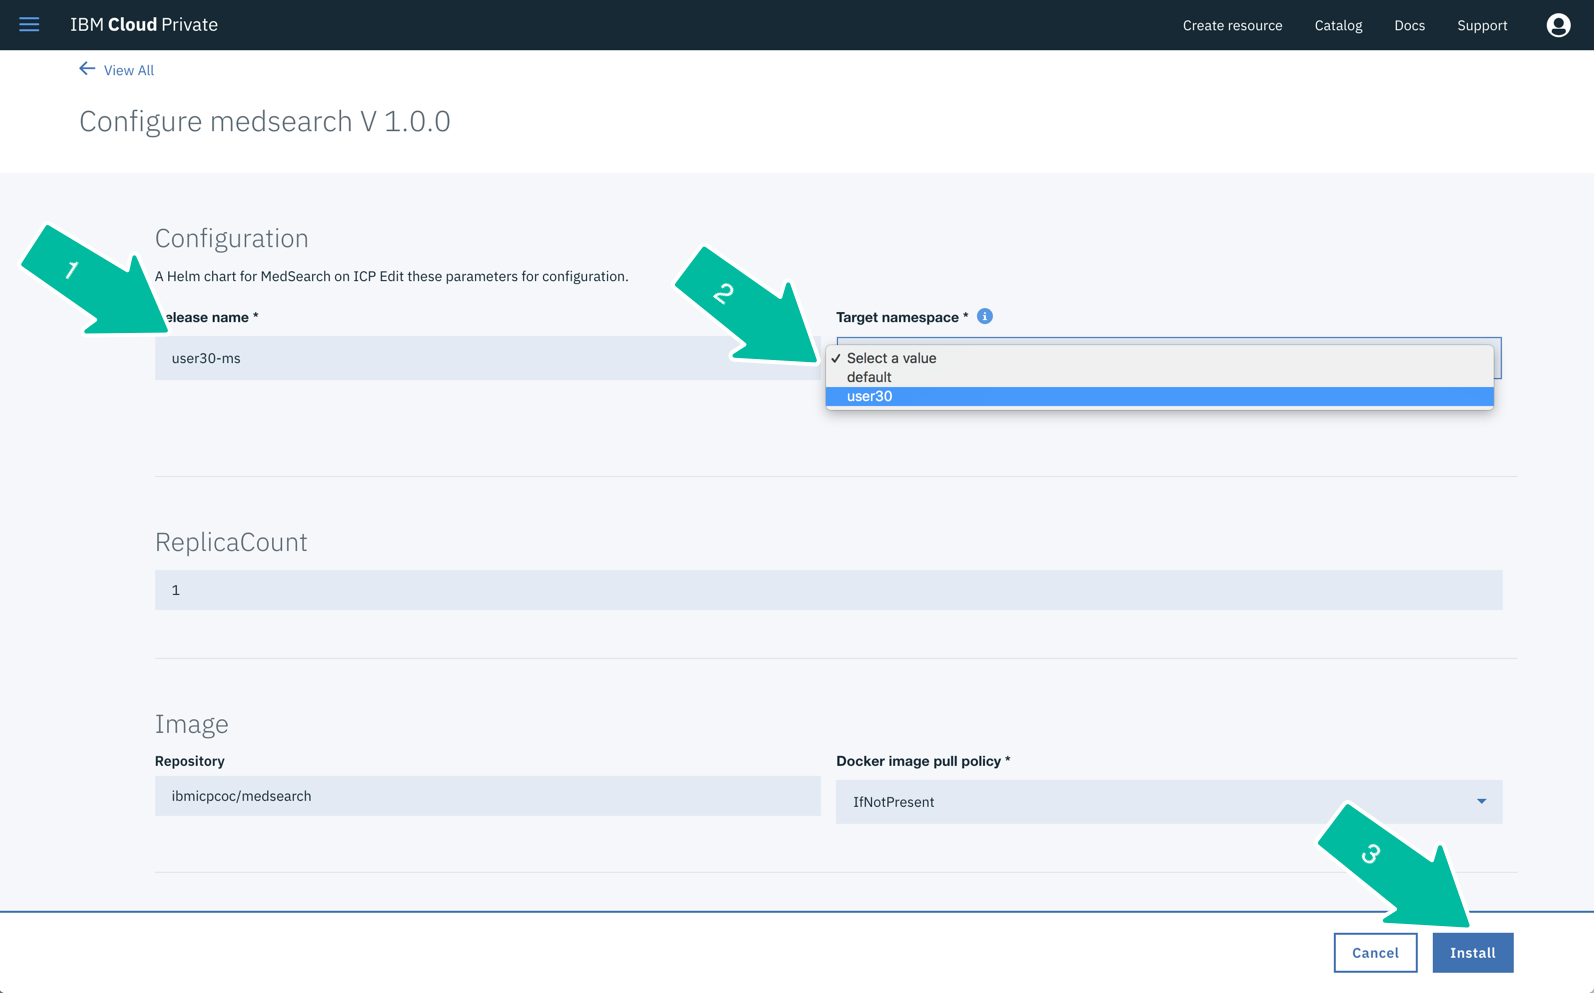 IBM Cloud Private
Create resource Catalog Docs Support
View All
Configure medsearch V 1.0.0
Configuration
1
A Helm chart for MedSearch on ICP Edit these parameters for configuration.
2
elease name *
Target namespace *
user30-ms
✓ Select a value
default
user30
ReplicaCount
1
Image
Repository
Docker image pull policy *
ibmicpcoc/medsearch
IfNotPresent
3
Cancel Install